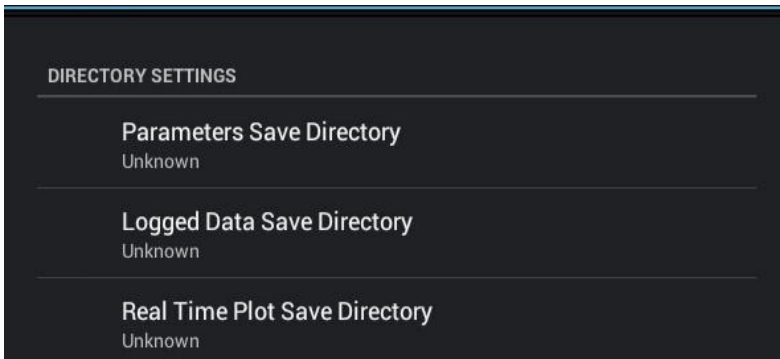 DIRECTORY SETTINGS
Parameters Save Directory
Unknown
Logged Data Save Directory
Unknown
Real Time Plot Save Directory
Unknown